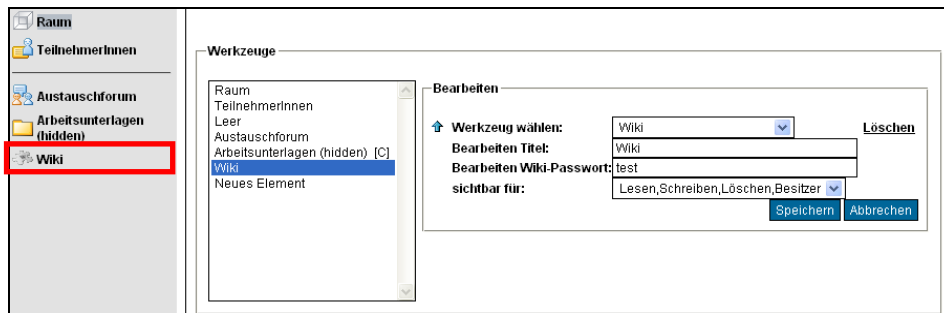 Raum
TeilnehmerInnen
Austauschforum
Arbeitsunterlagen
(hidden)
Wiki
Werkzeuge
Raum
TeilnehmerInnen
Leer
Austauschforum
Arbeitsunterlagen (hidden) [C]
Wiki
Neues Element
Bearbeiten
Werkzeug wählen: Wiki Löschen
Bearbeiten Titel: Wiki
Bearbeiten Wiki-Passwort: test
sichtbar für: Lesen,Schreiben,Löschen,Besitzer
Speichern Abbrechen